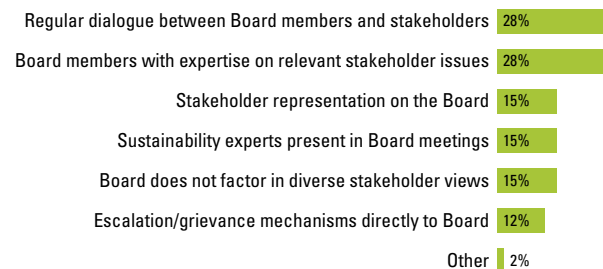 Regular dialogue between Board members and stakeholders 28%
Board members with expertise on relevant stakeholder issues 28%
Stakeholder representation on the Board 15%
Sustainability experts present in Board meetings 15%
Board does not factor in diverse stakeholder views 15%
Escalation/grievance mechanisms directly to Board 12%
Other 2%